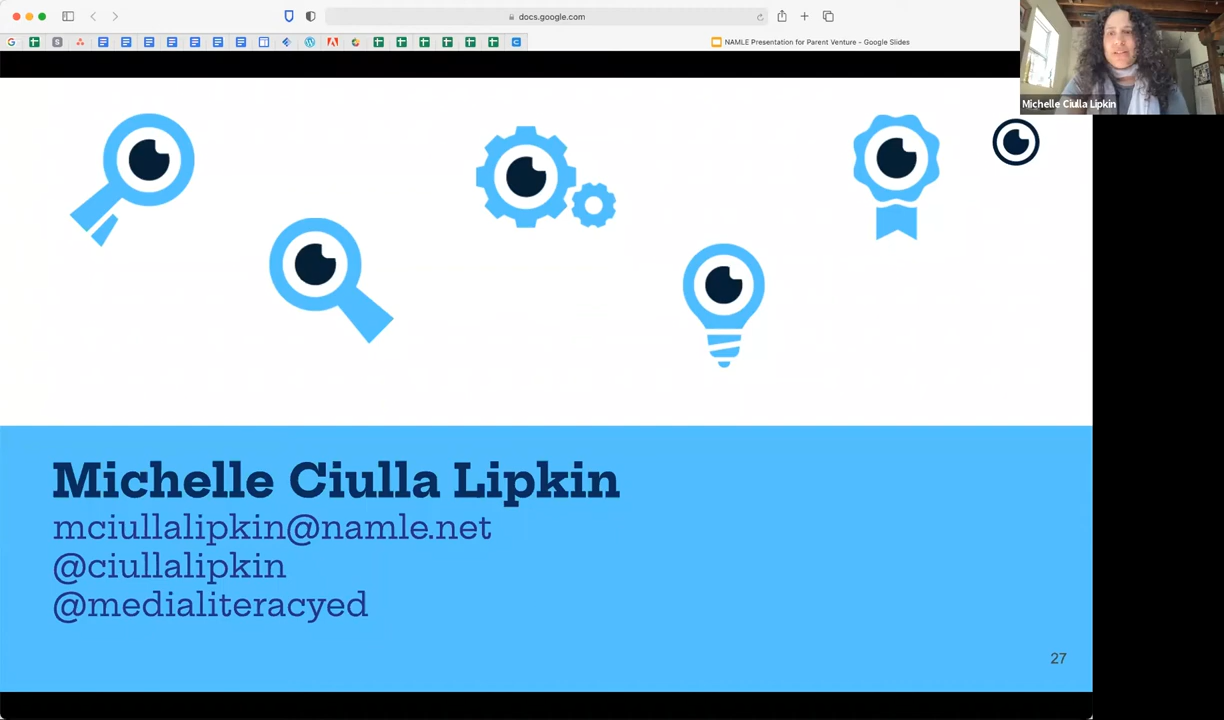 docs.google.com
NAMLE Presentation for Parent Venture - Google Slides
Michelle Ciulla Lipkin
Michelle Ciulla Lipkin
mciullalipkin@namle.net
@ciullalipkin
@medialiteracyed
27